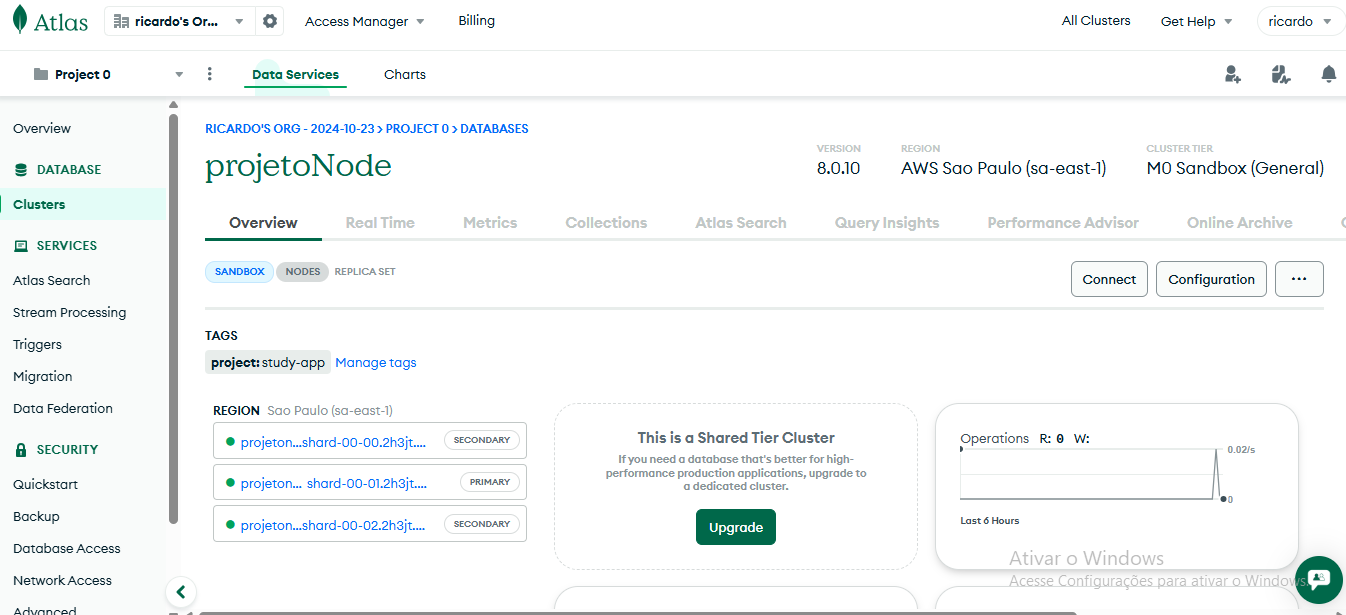 Atlas
ricardo's Or...
Access Manager
Billing
All Clusters
Get Help
ricardo
Project 0
Data Services
Charts
Overview
DATABASE
Clusters
SERVICES
Atlas Search
Stream Processing
Triggers
Migration
Data Federation
SECURITY
Quickstart
Backup
Database Access
Network Access
Advanced
RICARDO'S ORG - 2024-10-23 > PROJECT 0 > DATABASES
projetoNode
VERSION
8.0.10
REGION
AWS Sao Paulo (sa-east-1)
CLUSTER TIER
M0 Sandbox (General)
Overview
Real Time
Metrics
Collections
Atlas Search
Query Insights
Performance Advisor
Online Archive
SANDBOX
NODES
REPLICA SET
Connect
Configuration
...
TAGS
project: study-app
Manage tags
REGION Sao Paulo (sa-east-1)
projeton...shard-00-00.2h3jt....
SECONDARY
projeton... shard-00-01.2h3jt....
PRIMARY
projeton...shard-00-02.2h3jt....
SECONDARY
This is a Shared Tier Cluster
If you need a database that's better for high-
performance production applications, upgrade to
a dedicated cluster.
Upgrade
Operations R: 0 W:
0.02/s
0
Last 6 Hours
Ativar o Windows
Acesse Configurações para ativar o Windows.